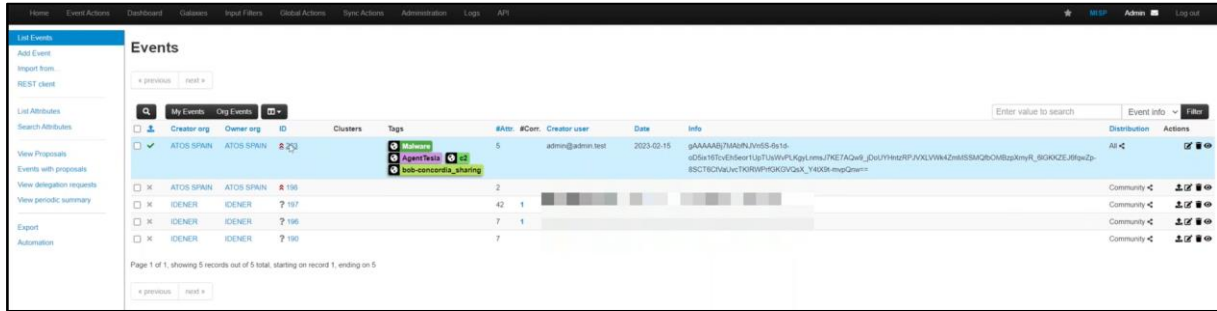 Home Event Actions Dashboard Galaxies Input Filters Global Actions Sync Actions Administration Logs API MISP Admin Log out
List Events
Add Event
Import from...
REST client
List Attributes
Search Attributes
View Proposals
Events with proposals
View delegation requests
View periodic summary
Export
Automation
Events
« previous next »
My Events Org Events Enter value to search Event info Filter
Creator org Owner org ID Clusters Tags #Attr. #Corr. Creator user Date Info Distribution Actions
ATOS SPAIN ATOS SPAIN Malware 5 admin@admin.test 2023-02-15 All
AgentTesla c2
bob-concordia_sharing
ATOS SPAIN ATOS SPAIN 198 2 Community
IDENER IDENER ? 197 42 1 Community
IDENER IDENER ? 196 7 1 Community
IDENER IDENER ? 190 7 Community
Page 1 of 1, showing 5 records out of 5 total, starting on record 1, ending on 5
« previous next »